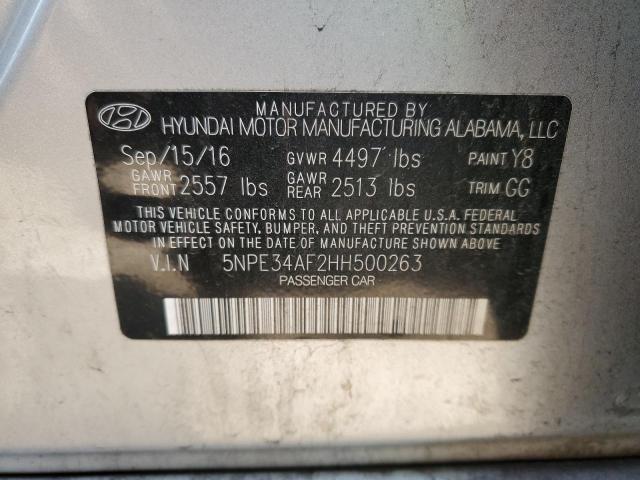 MANUFACTURED BY
HYUNDAI MOTOR MANUFACTURING ALABAMA, LLC
Sep/15/16 GVWR 4497 lbs PAINT Y8
GAWR FRONT 2557 lbs GAWR REAR 2513 lbs TRIM GG
THIS VEHICLE CONFORMS TO ALL APPLICABLE U.S.A. FEDERAL
MOTOR VEHICLE SAFETY, BUMPER, AND THEFT PREVENTION STANDARDS
IN EFFECT ON THE DATE OF MANUFACTURE SHOWN ABOVE.
V.I.N 5NPE34AF2HH500263
PASSENGER CAR